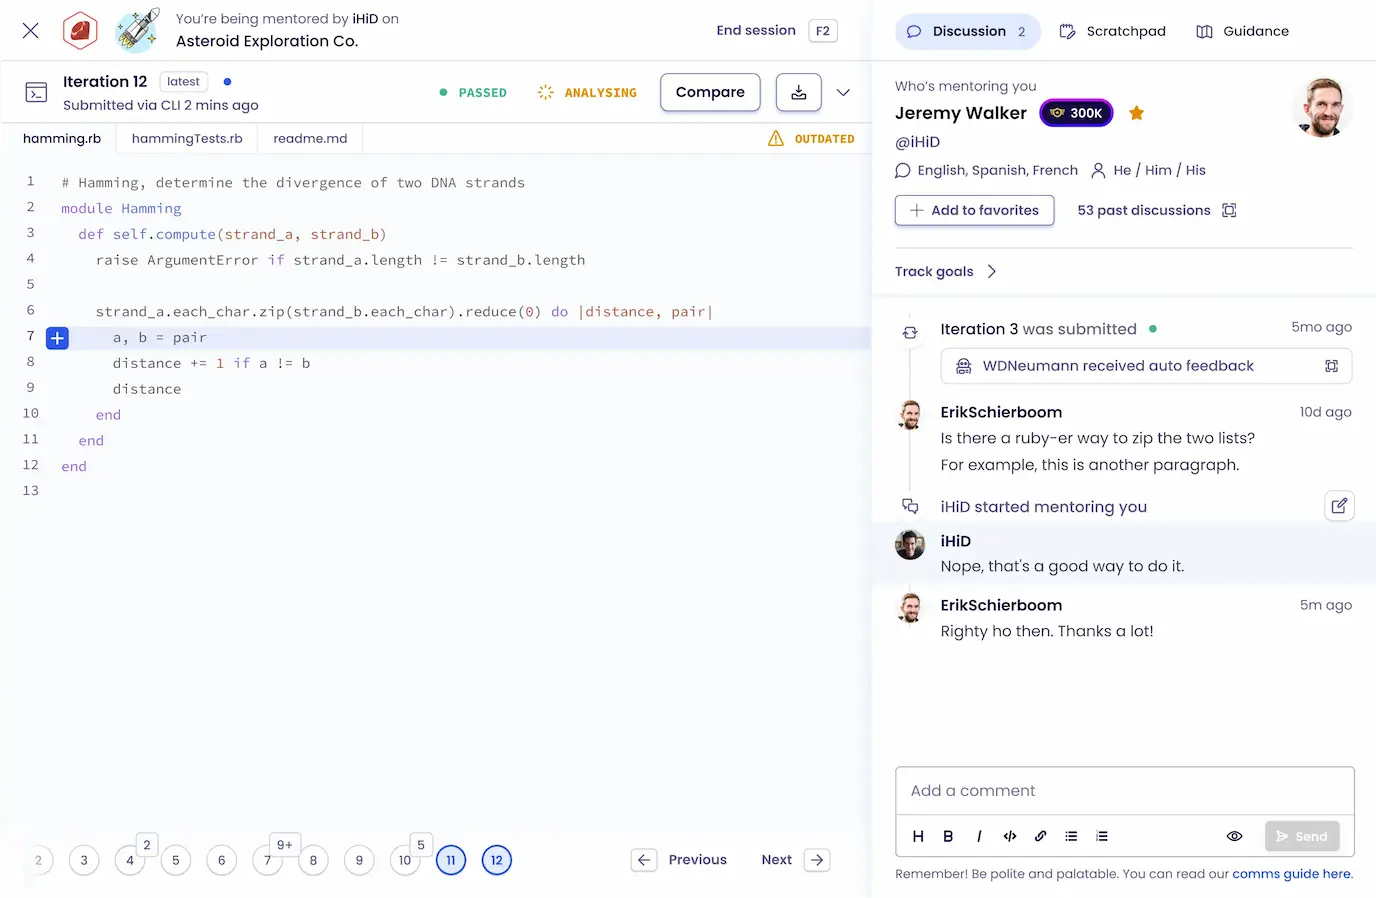 You're being mentored by iHiD on
Asteroid Exploration Co.
End session F2
Iteration 12 latest
Submitted via CLI 2 mins ago
PASSED
ANALYSING
Compare
hamming.rb hammingTests.rb readme.md
OUTDATED
1 # Hamming, determine the divergence of two DNA strands
2 module Hamming
3 def self.compute(strand_a, strand_b)
4 raise ArgumentError if strand_a.length != strand_b.length
5
6 strand_a.each_char.zip(strand_b.each_char).reduce(0) do |distance, pair|
7 a, b = pair
8 distance += 1 if a != b
9 distance
10 end
11 end
12 end
13
2 3 4 2 5 6 7 9+ 8 9 10 5 11 12
Previous Next
Discussion 2 Scratchpad Guidance
Who's mentoring you
Jeremy Walker 300K
@iHiD
English, Spanish, French He / Him / His
Add to favorites 53 past discussions
Track goals
Iteration 3 was submitted 5mo ago
WDNeumann received auto feedback
ErikSchierboom 10d ago
Is there a ruby-er way to zip the two lists?
For example, this is another paragraph.
iHiD started mentoring you
iHiD
Nope, that's a good way to do it.
ErikSchierboom 5m ago
Righty ho then. Thanks a lot!
Add a comment
H B I
Send
Remember! Be polite and palatable. You can read our comms guide here.